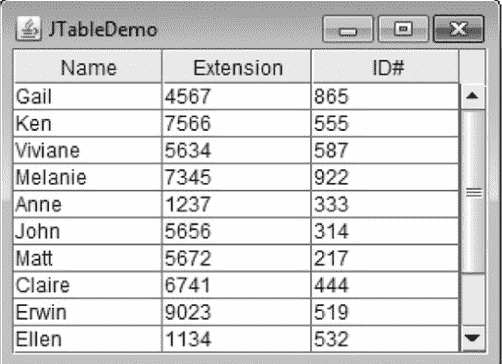 JTableDemo
Name Extension ID#
Gail 4567 865
Ken 7566 555
Viviane 5634 587
Melanie 7345 922
Anne 1237 333
John 5656 314
Matt 5672 217
Claire 6741 444
Erwin 9023 519
Ellen 1134 532